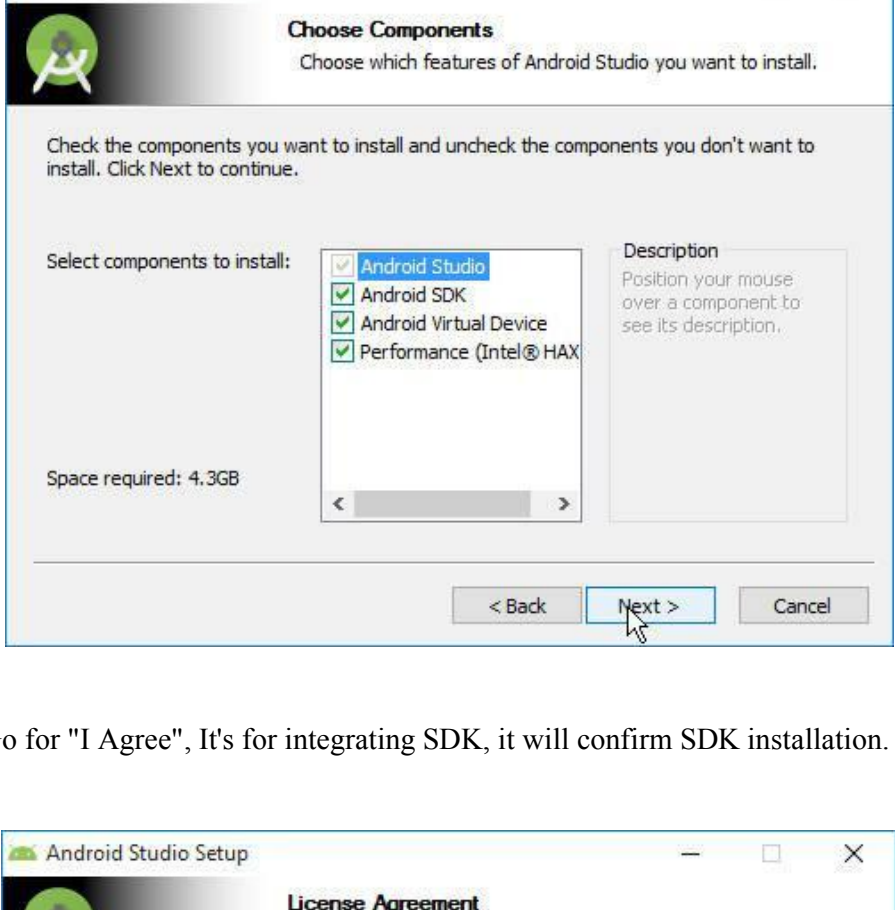 Choose Components
Choose which features of Android Studio you want to install.
Check the components you want to install and uncheck the components you don't want to
install. Click Next to continue.
Select components to install:
Android Studio
Android SDK
Android Virtual Device
Performance (Intel® HAX
Description
Position your mouse
over a component to
see its description.
Space required: 4.3GB
< Back
Next >
Cancel
o for "I Agree", It's for integrating SDK, it will confirm SDK installation.
Android Studio Setup
License Agreement